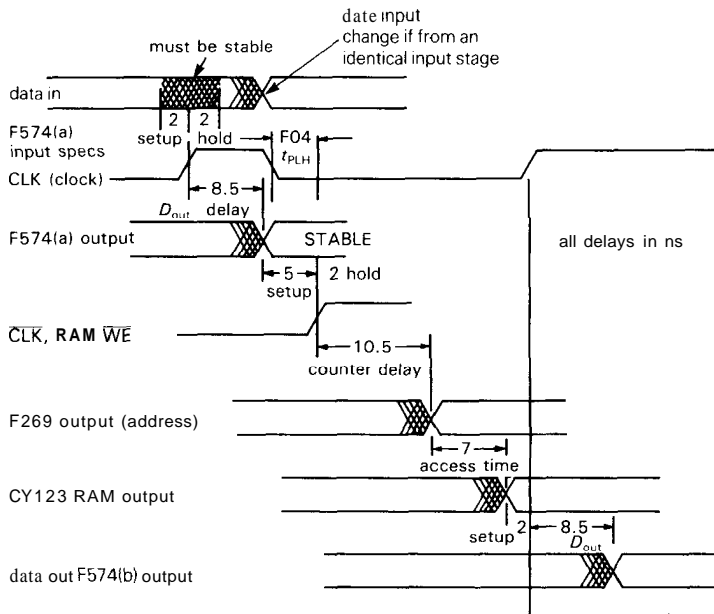 date input
change if from an
identical input stage
must be stable
data in
2 2
setup hold
F574(a)
input specs
F04
tPLH
CLK (clock)
8.5
Dout delay
F574(a) output
STABLE
all delays in ns
5 2 hold
setup
CLK, RAM WE
10.5
counter delay
F269 output (address)
7
access time
CY123 RAM output
setup 2 8.5
Dout
data out F574(b) output